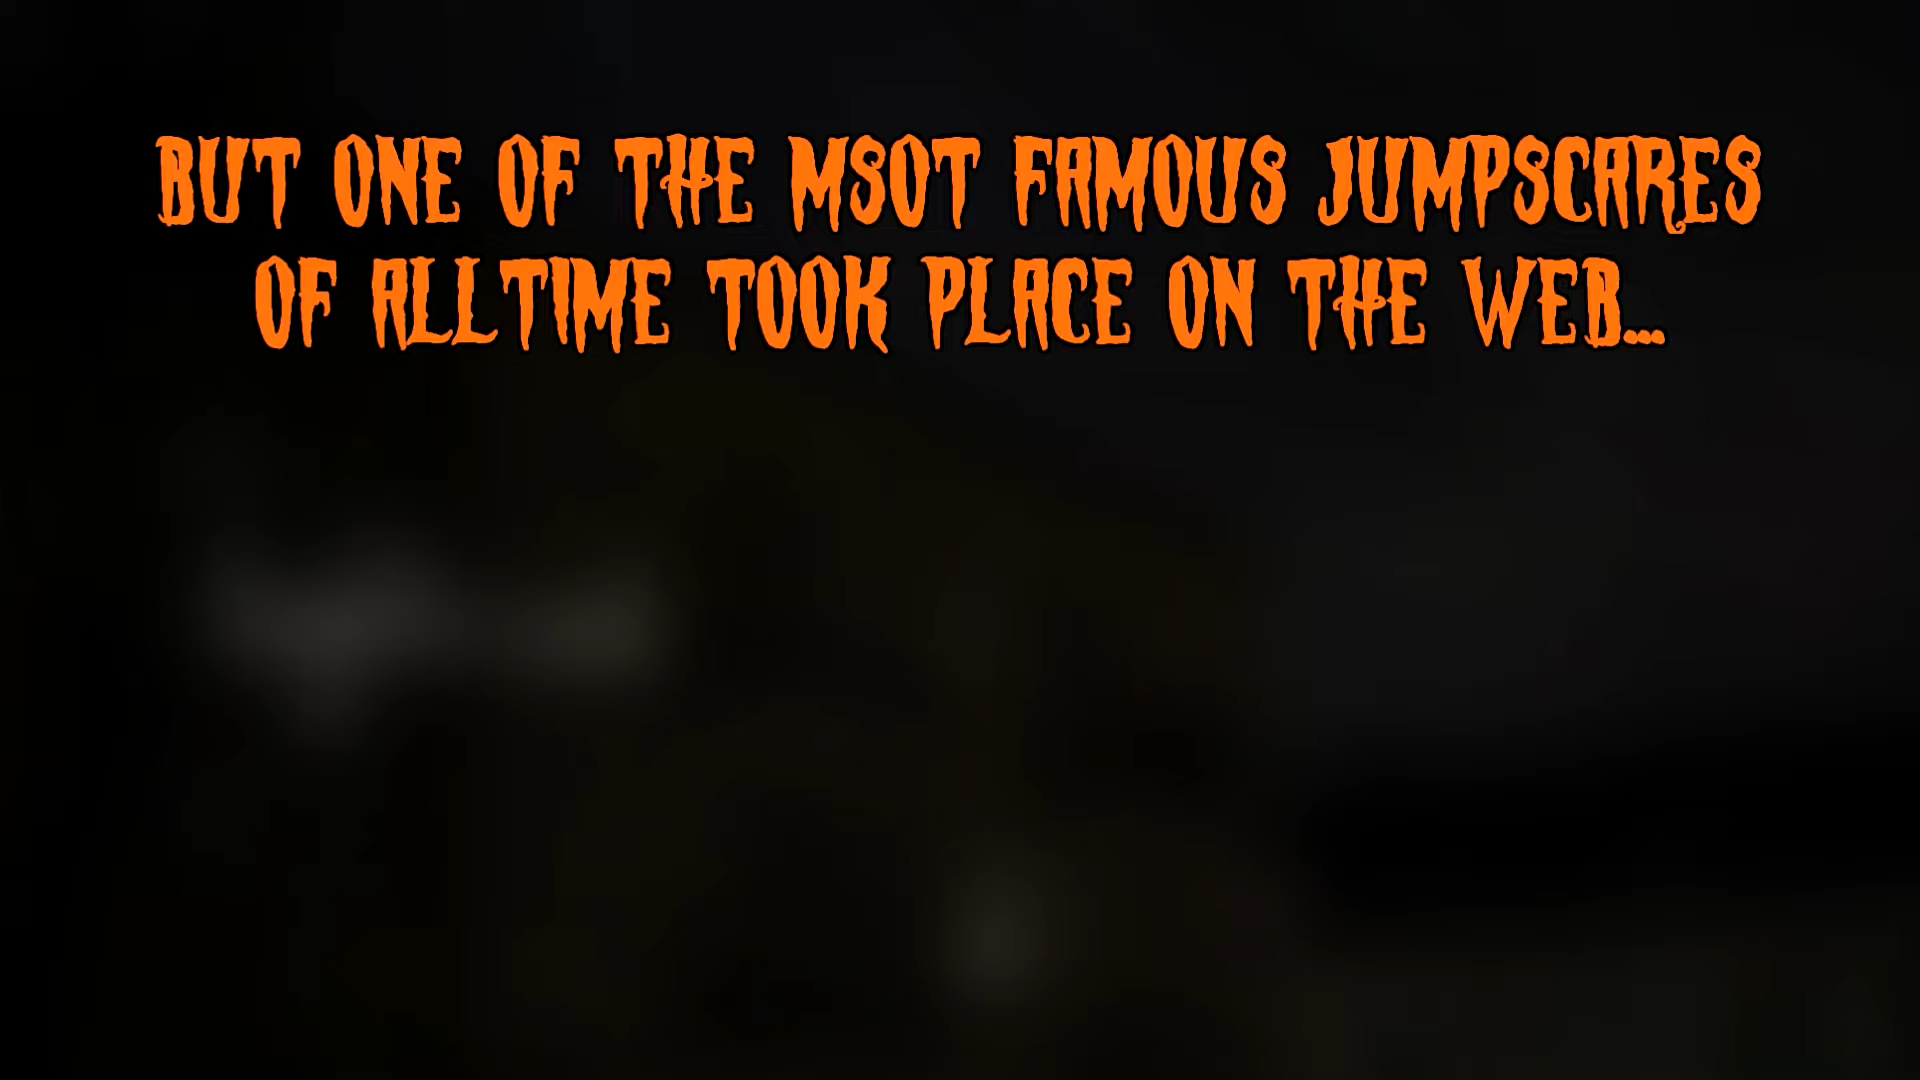 BUT ONE OF THE MSOT FAMOUS JUMPSCARES
OF ALLTIME TOOK PLACE ON THE WEB...